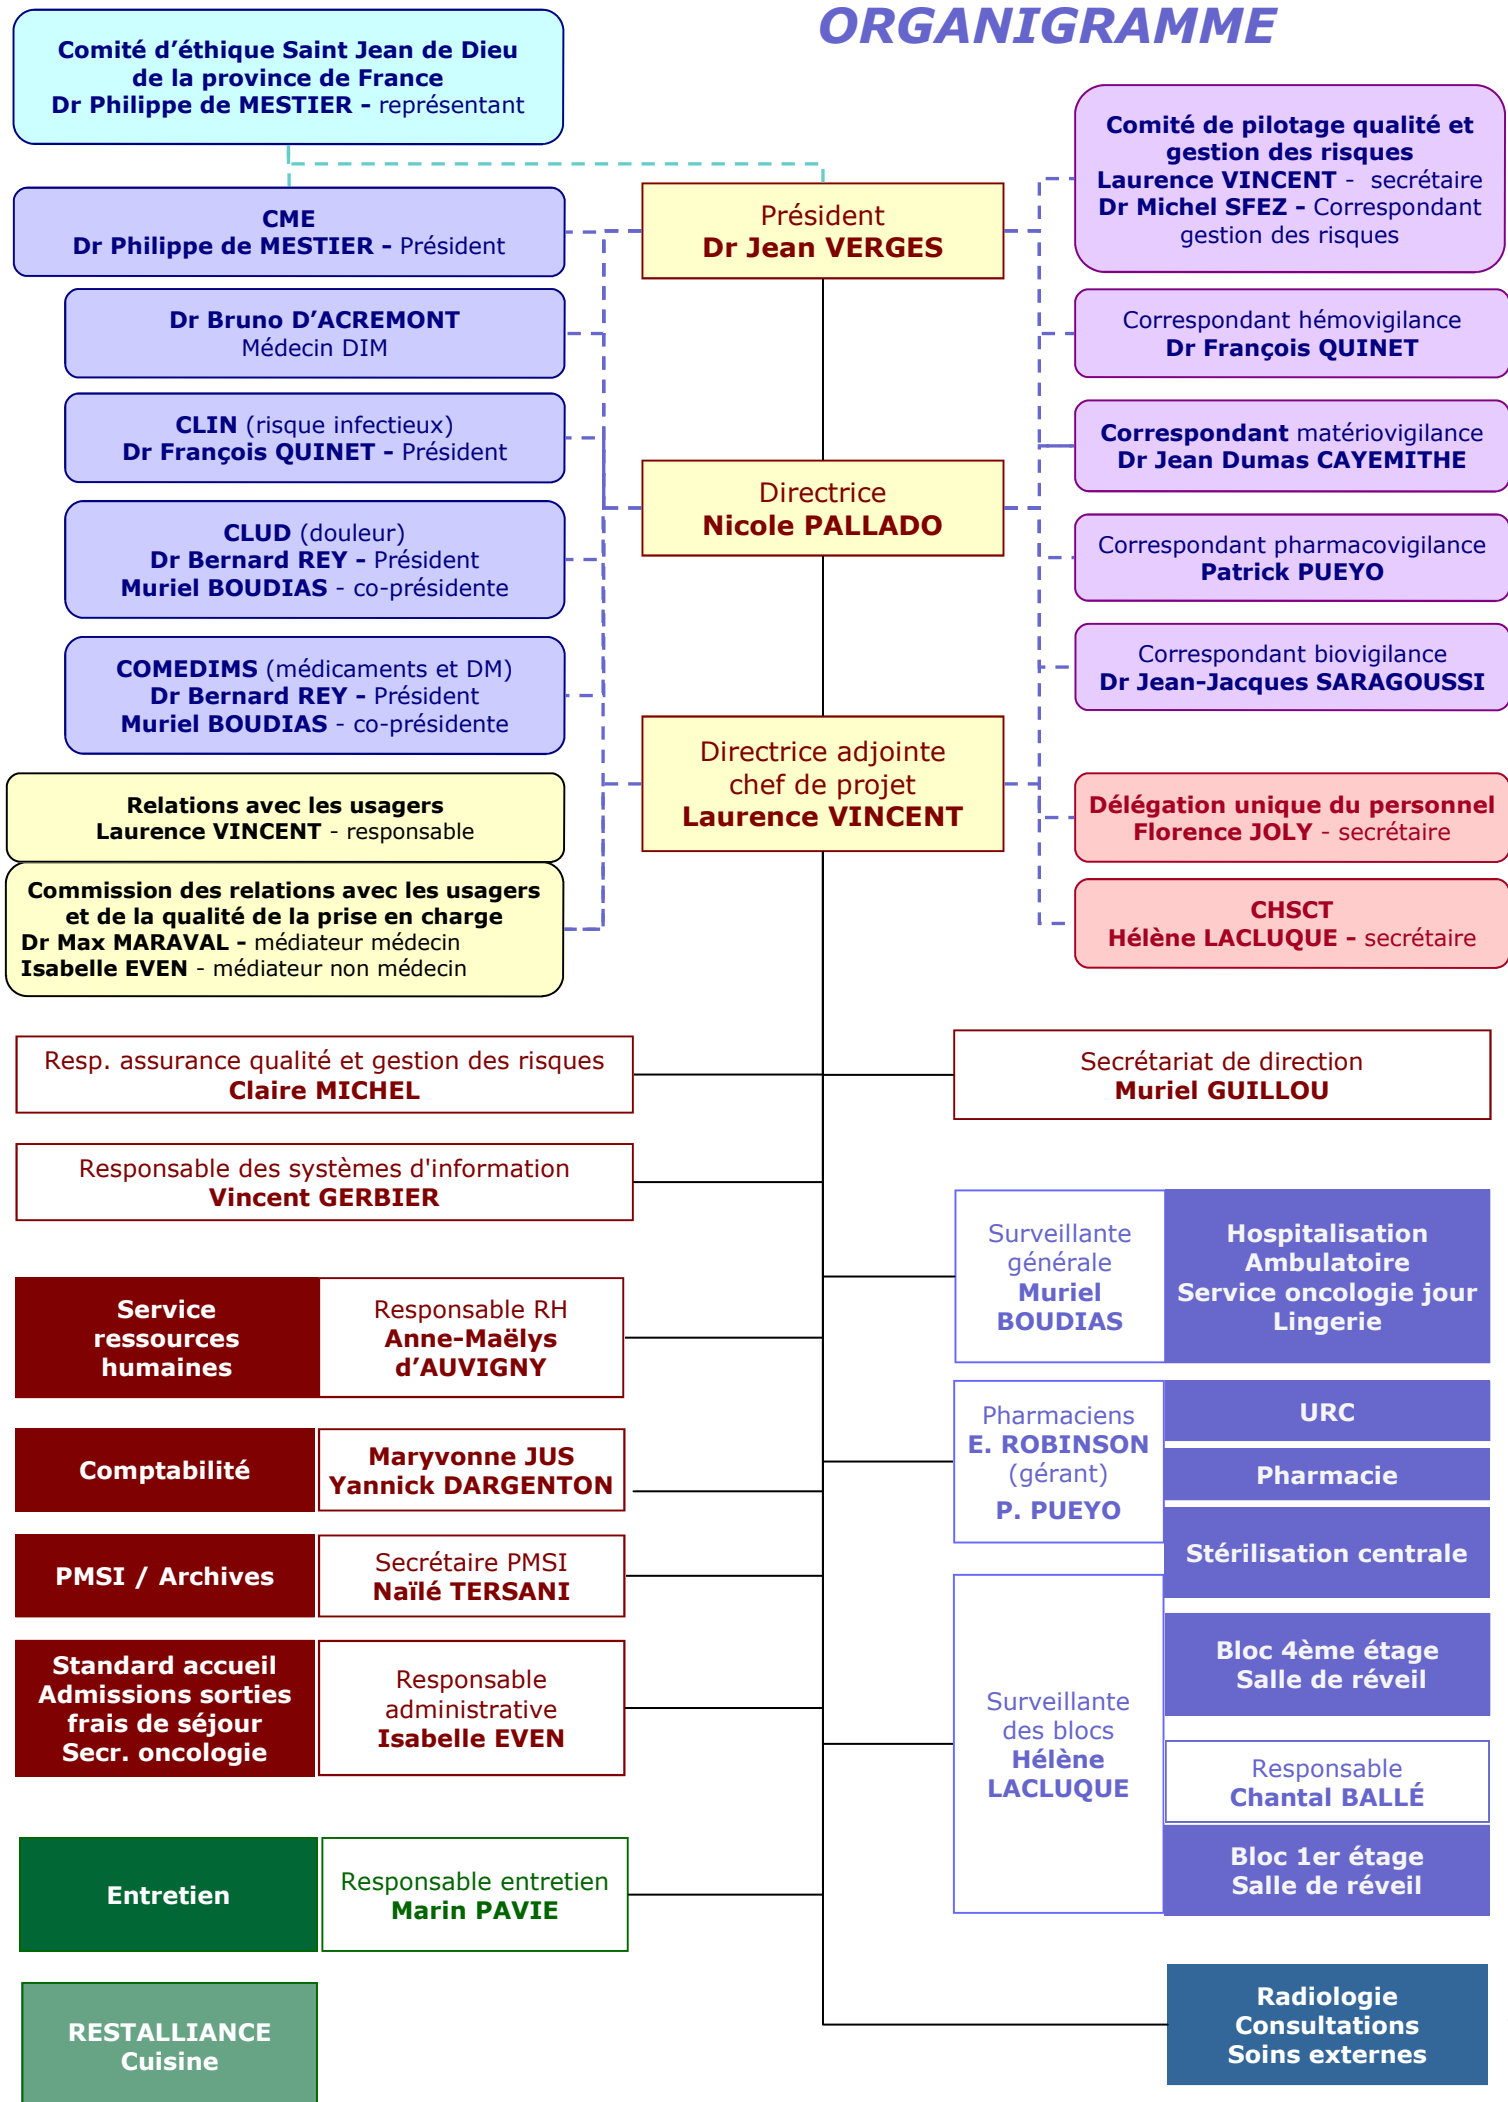 ORGANIGRAMME
Comité d'éthique Saint Jean de Dieu
de la province de France
Dr Philippe de MESTIER - représentant
CME
Dr Philippe de MESTIER - Président
Dr Bruno D'ACREMONT
Médecin DIM
CLIN (risque infectieux)
Dr François QUINET - Président
CLUD (douleur)
Dr Bernard REY - Président
Muriel BOUDIAS - co-présidente
COMEDIMS (médicaments et DM)
Dr Bernard REY - Président
Muriel BOUDIAS - co-présidente
Relations avec les usagers
Laurence VINCENT - responsable
Commission des relations avec les usagers
et de la qualité de la prise en charge
Dr Max MARAVAL - médiateur médecin
Isabelle EVEN - médiateur non médecin
Président
Dr Jean VERGES
Directrice
Nicole PALLADO
Directrice adjointe
chef de projet
Laurence VINCENT
Comité de pilotage qualité et
gestion des risques
Laurence VINCENT - secrétaire
Dr Michel SFEZ - Correspondant
gestion des risques
Correspondant hémovigilance
Dr François QUINET
Correspondant matériovigilance
Dr Jean Dumas CAYEMITHE
Correspondant pharmacovigilance
Patrick PUEYO
Correspondant biovigilance
Dr Jean-Jacques SARAGOUSSI
Délégation unique du personnel
Florence JOLY - secrétaire
CHSCT
Hélène LACLUQUE - secrétaire
Resp. assurance qualité et gestion des risques
Claire MICHEL
Secrétariat de direction
Muriel GUILLOU
Responsable des systèmes d'information
Vincent GERBIER
Service
ressources
humaines
Responsable RH
Anne-Maëlys
d'AUVIGNY
Comptabilité
Maryvonne JUS
Yannick DARGENTON
PMSI / Archives
Secrétaire PMSI
Naïlé TERSANI
Standard accueil
Admissions sorties
frais de séjour
Secr. oncologie
Responsable
administrative
Isabelle EVEN
Entretien
Responsable entretien
Marin PAVIE
RESTALLIANCE
Cuisine
Surveillante
générale
Muriel
BOUDIAS
Hospitalisation
Ambulatoire
Service oncologie jour
Lingerie
Pharmaciens
E. ROBINSON
(gérant)
P. PUEYO
URC
Pharmacie
Stérilisation centrale
Surveillante
des blocs
Hélène
LACLUQUE
Bloc 4ème étage
Salle de réveil
Responsable
Chantal BALLÉ
Bloc 1er étage
Salle de réveil
Radiologie
Consultations
Soins externes